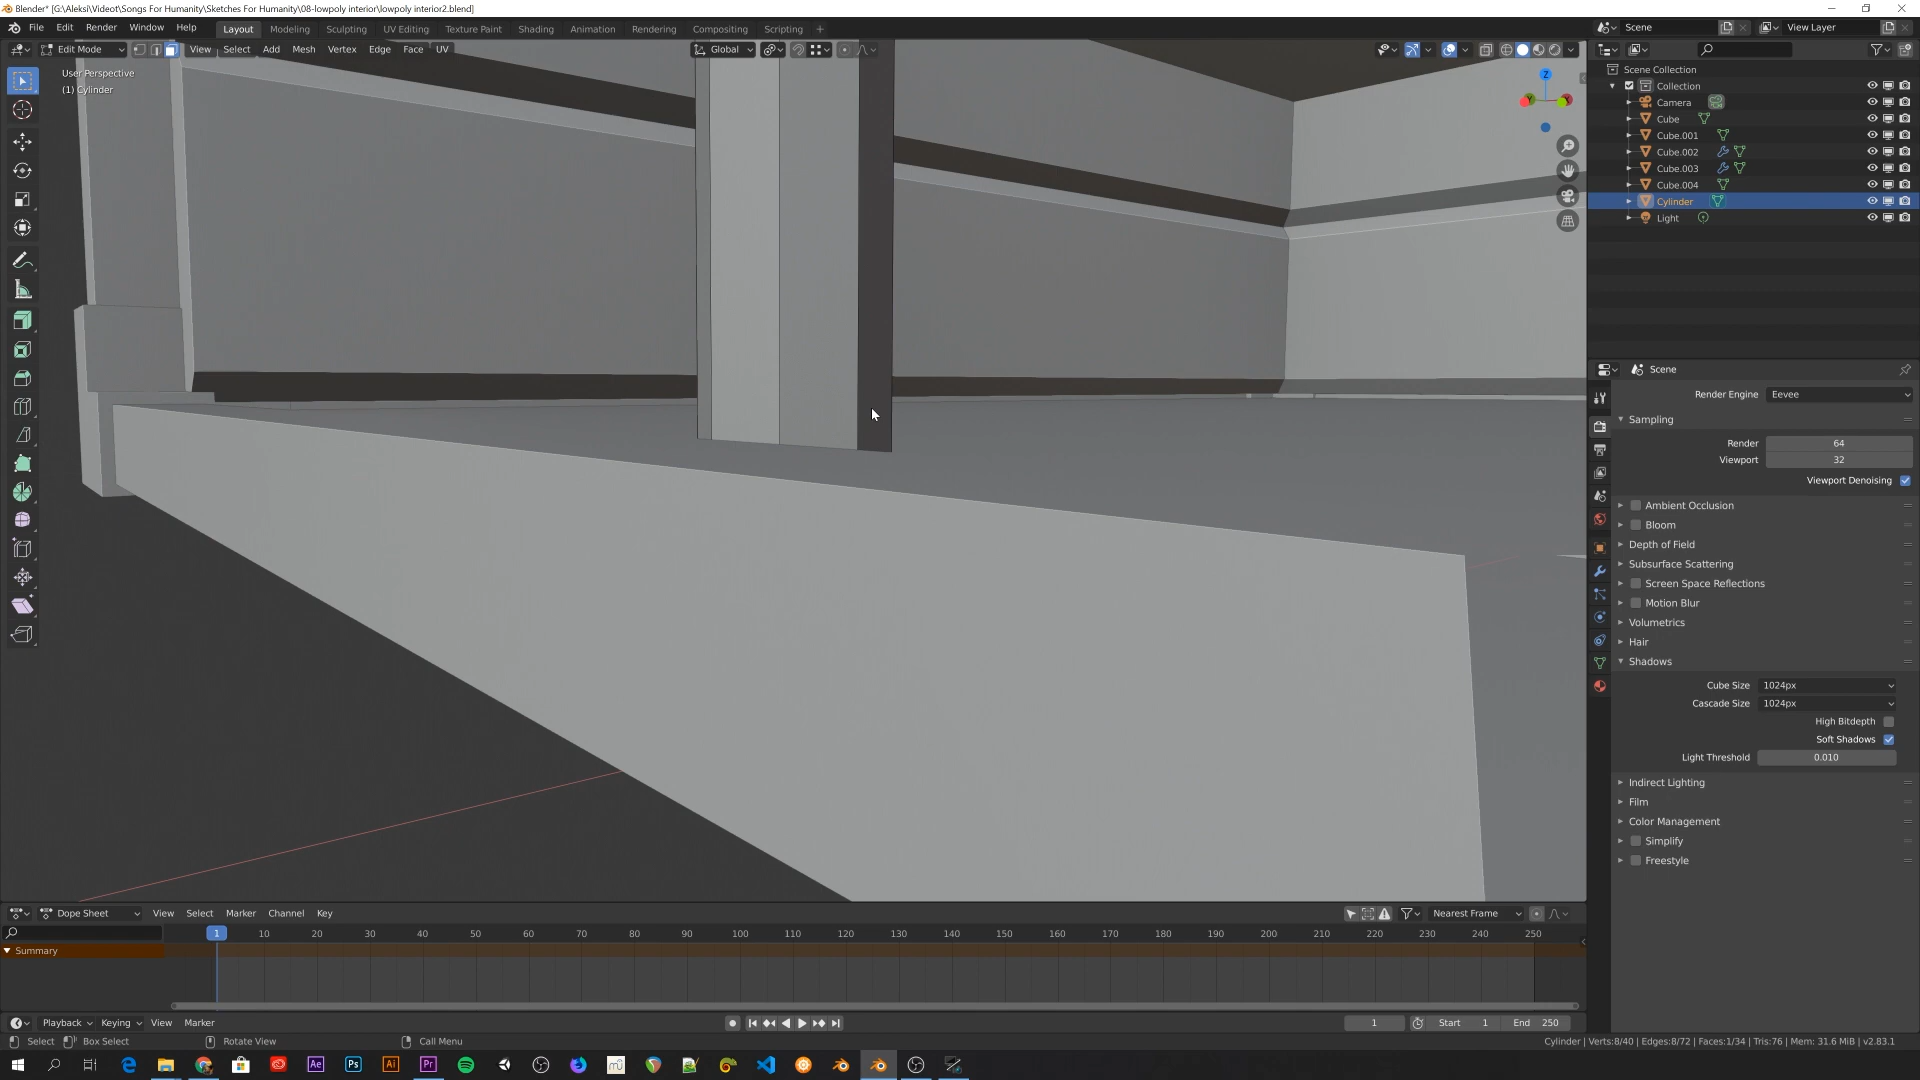 Blender* [G:\Aleksi\Videot\Songs For Humanity\Sketches For Humanity\08-lowpoly interior\lowpoly interior2.blend]
File Edit Render Window Help Layout Modeling Sculpting UV Editing Texture Paint Shading Animation Rendering Compositing Scripting + Scene View Layer
Edit Mode View Select Add Mesh Vertex Edge Face UV Global
User Perspective
(1) Cylinder
Z
Scene Collection
Collection
Camera
Cube
Cube.001
Cube.002
Cube.003
Cube.004
Cylinder
Light
Scene
Render Engine Eevee
Sampling
Render 64
Viewport 32
Viewport Denoising
Ambient Occlusion
Bloom
Depth of Field
Subsurface Scattering
Screen Space Reflections
Motion Blur
Volumetrics
Hair
Shadows
Cube Size 1024px
Cascade Size 1024px
High Bitdepth
Soft Shadows
Light Threshold 0.010
Indirect Lighting
Film
Color Management
Simplify
Freestyle
Dope Sheet View Select Marker Channel Key Nearest Frame
1 10 20 30 40 50 60 70 80 90 100 110 120 130 140 150 160 170 180 190 200 210 220 230 240 250
Summary
Playback Keying View Marker 1 Start 1 End 250
Select Box Select Rotate View Call Menu Cylinder | Verts:8/40 | Edges:8/72 | Faces:1/34 | Tris:76 | Mem: 31.6 MiB | v2.83.1
Ae Ps Ai Pr